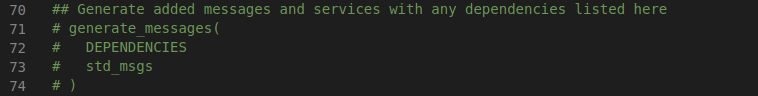 70 ## Generate added messages and services with any dependencies listed here
71 # generate_messages(
72 #   DEPENDENCIES
73 #   std_msgs
74 # )